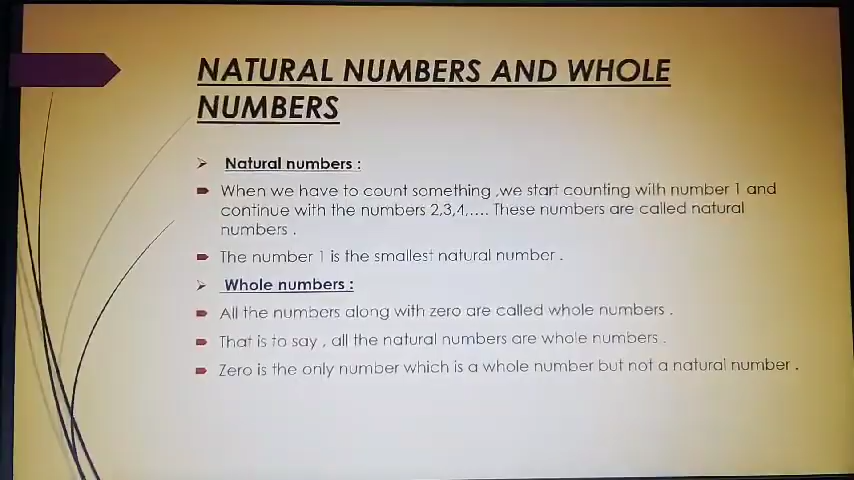 NATURAL NUMBERS AND WHOLE
NUMBERS
Natural numbers :
When we have to count something ,we start counting with number 1 and
continue with the numbers 2,3,4,.... These numbers are called natural
numbers .
The number 1 is the smallest natural number .
Whole numbers :
All the numbers along with zero are called whole numbers .
That is to say , all the natural numbers are whole numbers .
Zero is the only number which is a whole number but not a natural number .